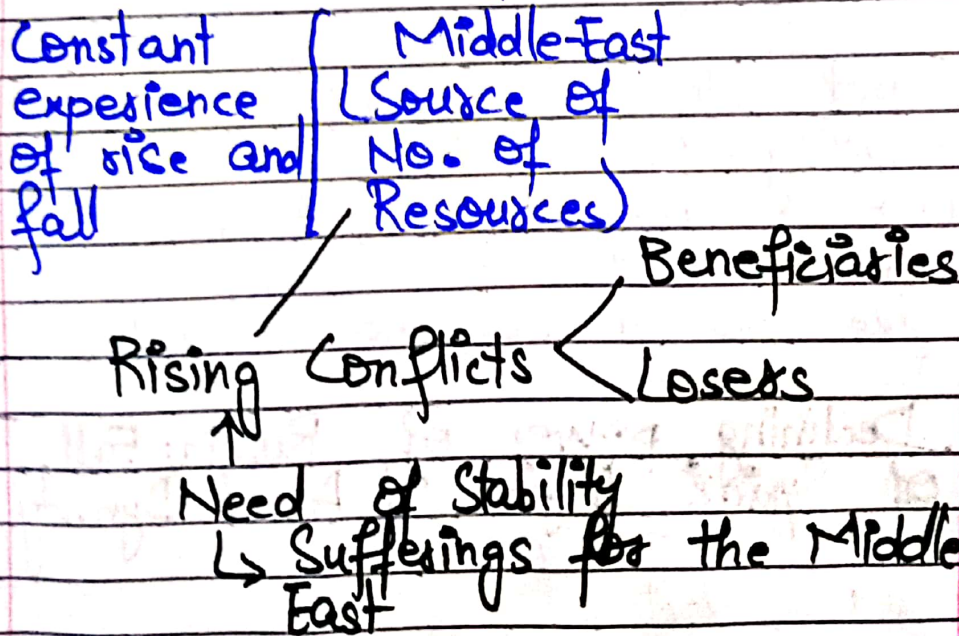 Constant
experience
of rise and
fall
Middle-East
(Source of
No. of
Resources)
Beneficiaries
Rising Conflicts
Losers
Need of Stability
↳ Sufferings for the Middle
East